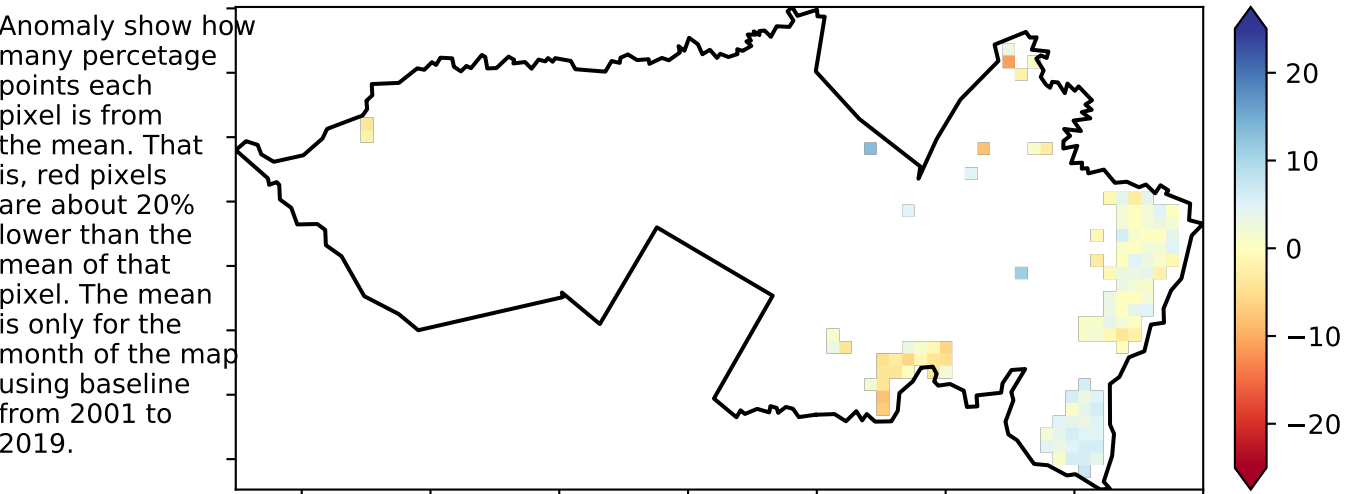 Anomaly show how
many percetage
points each
pixel is from
the mean. That
is, red pixels
are about 20%
lower than the
mean of that
pixel. The mean
is only for the
month of the map
using baseline
from 2001 to
2019.
20
10
0
−10
−20